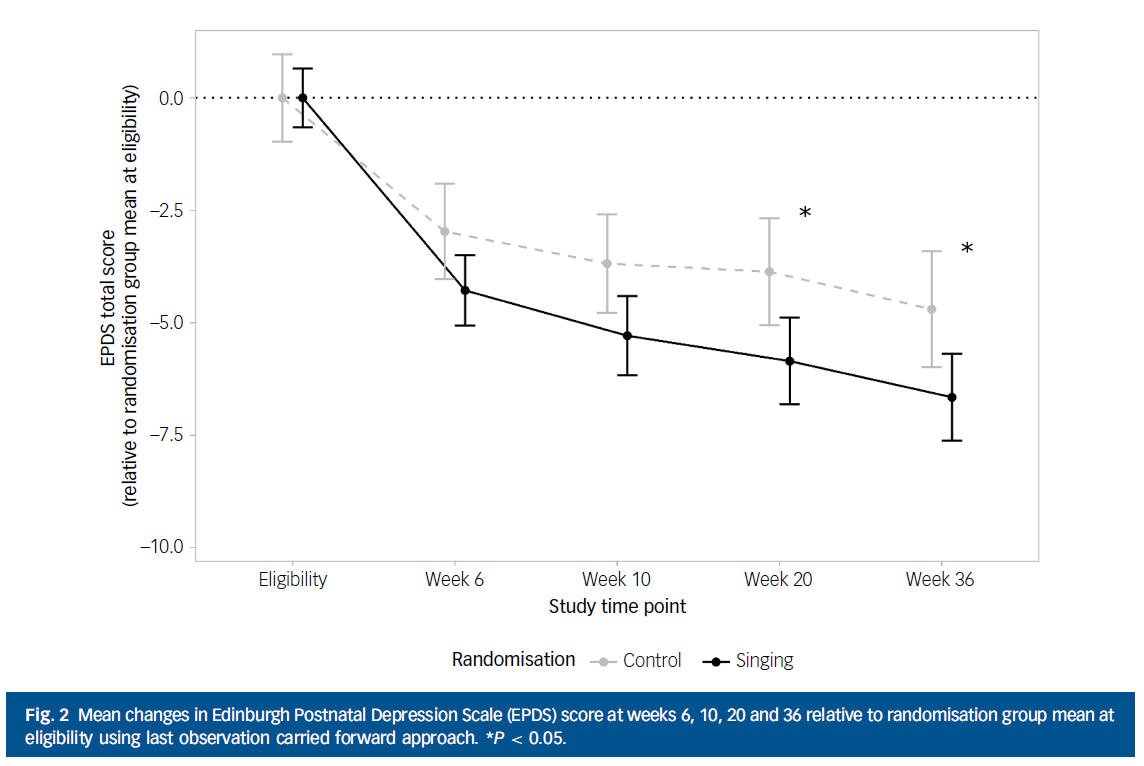 0.0
–2.5
–5.0
–7.5
–10.0
EPDS total score
(relative to randomisation group mean at eligibility)
*
*
Eligibility
Week 6
Week 10
Week 20
Week 36
Study time point
Randomisation
Control
Singing
Fig. 2 Mean changes in Edinburgh Postnatal Depression Scale (EPDS) score at weeks 6, 10, 20 and 36 relative to randomisation group mean at
eligibility using last observation carried forward approach. *P < 0.05.